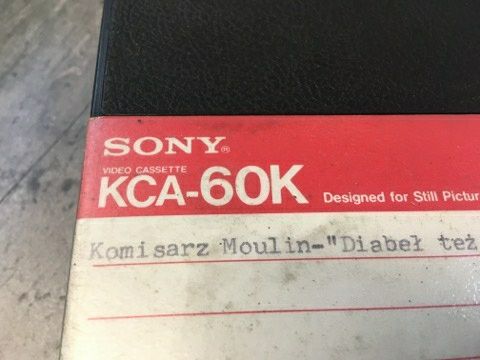 SONY®
VIDEO CASSETTE
KCA-60K
Designed for Still Pictur
Komisarz Moulin-"Diabeł też